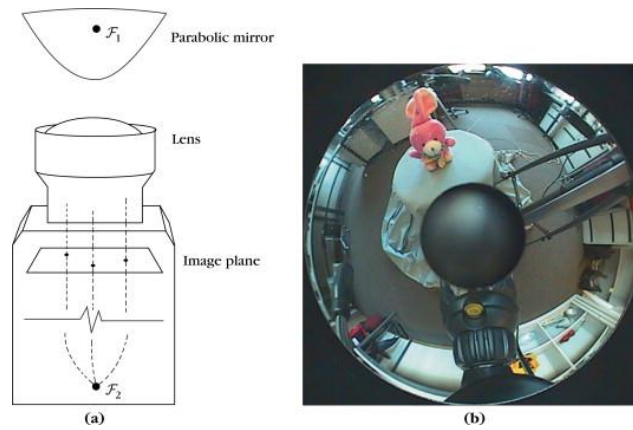 ℱ₁
Parabolic mirror
Lens
Image plane
ℱ₂
(a)
(b)